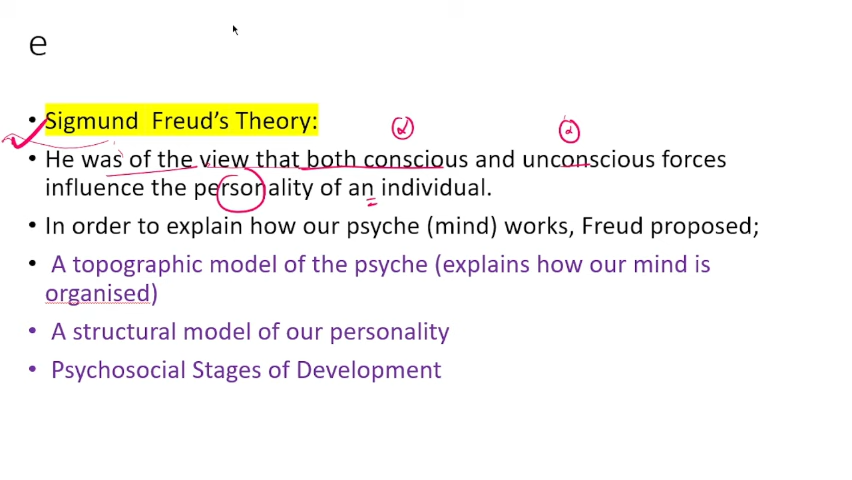 e
• Sigmund Freud's Theory:
• He was of the view that both conscious and unconscious forces
influence the personality of an individual.
• In order to explain how our psyche (mind) works, Freud proposed;
• A topographic model of the psyche (explains how our mind is
organised)
• A structural model of our personality
• Psychosocial Stages of Development